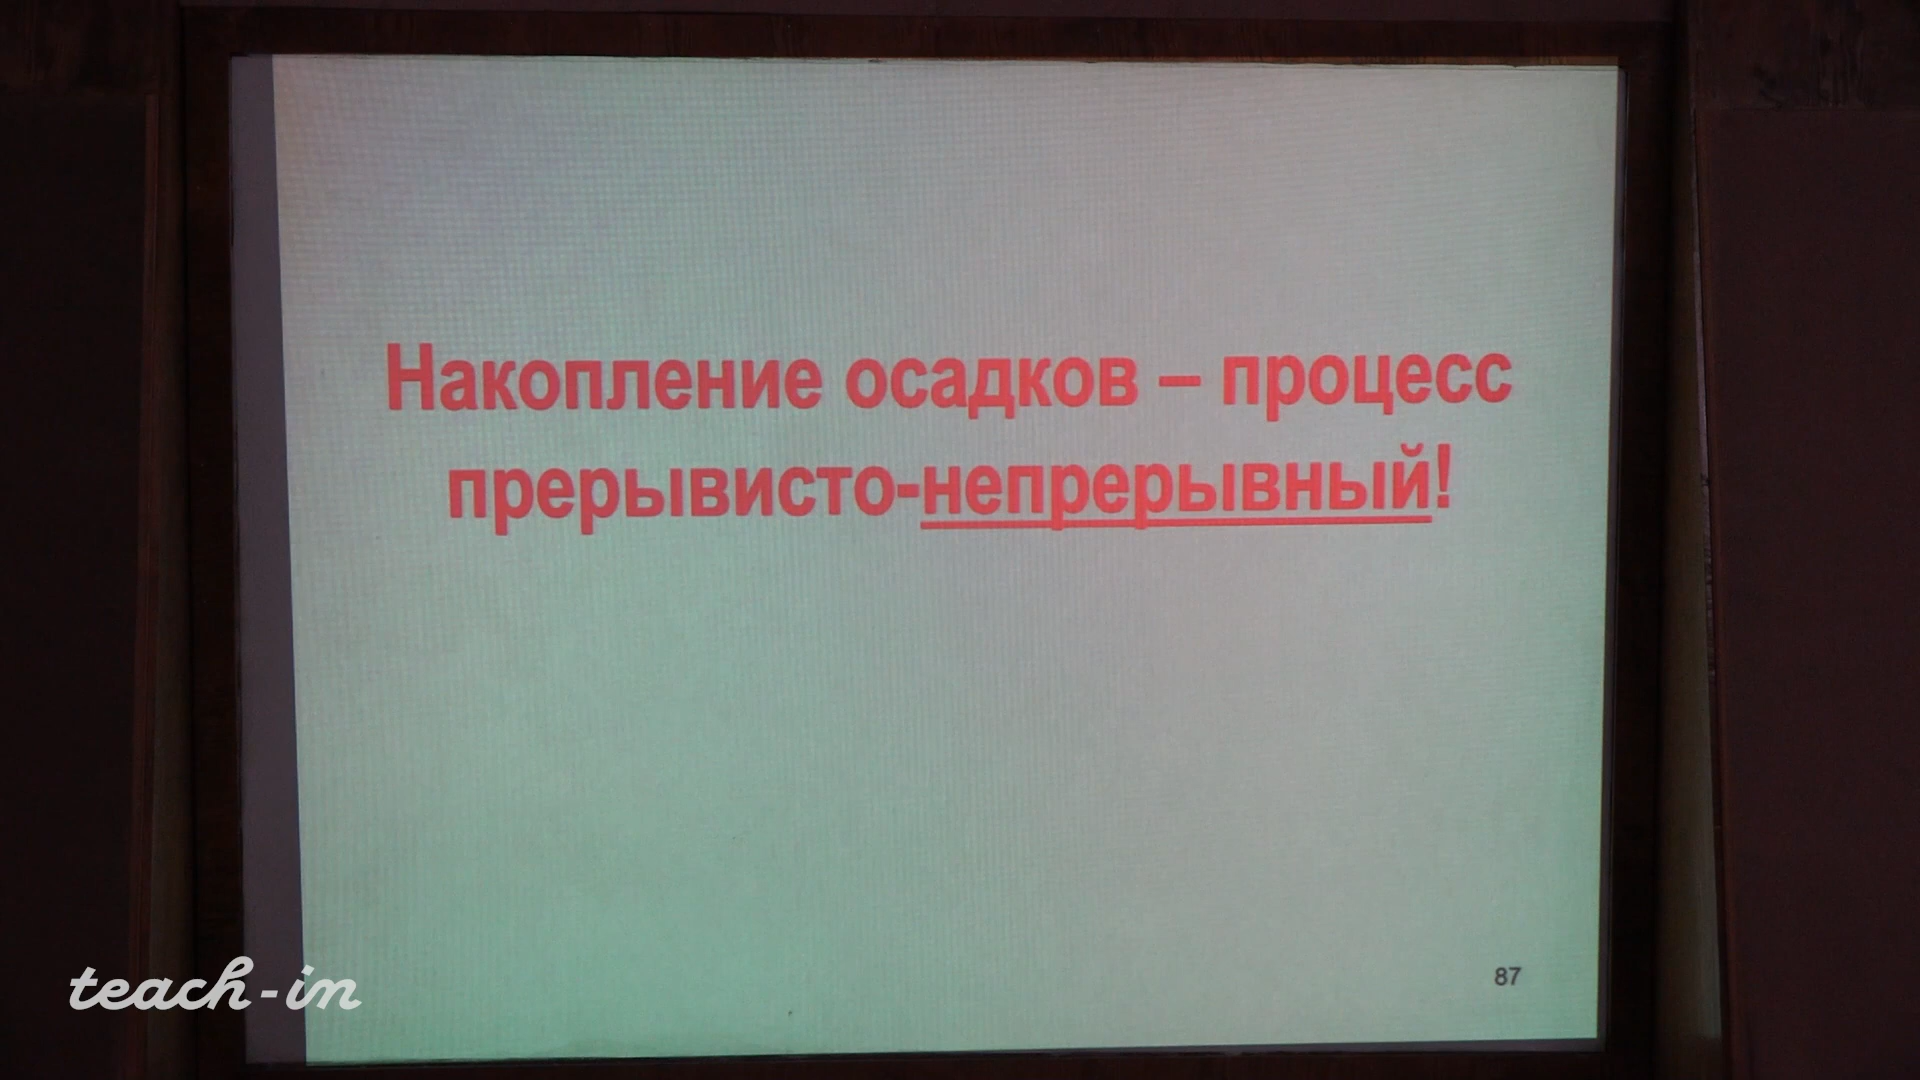 Накопление осадков – процесс
прерывисто-непрерывный!
87
teach-in